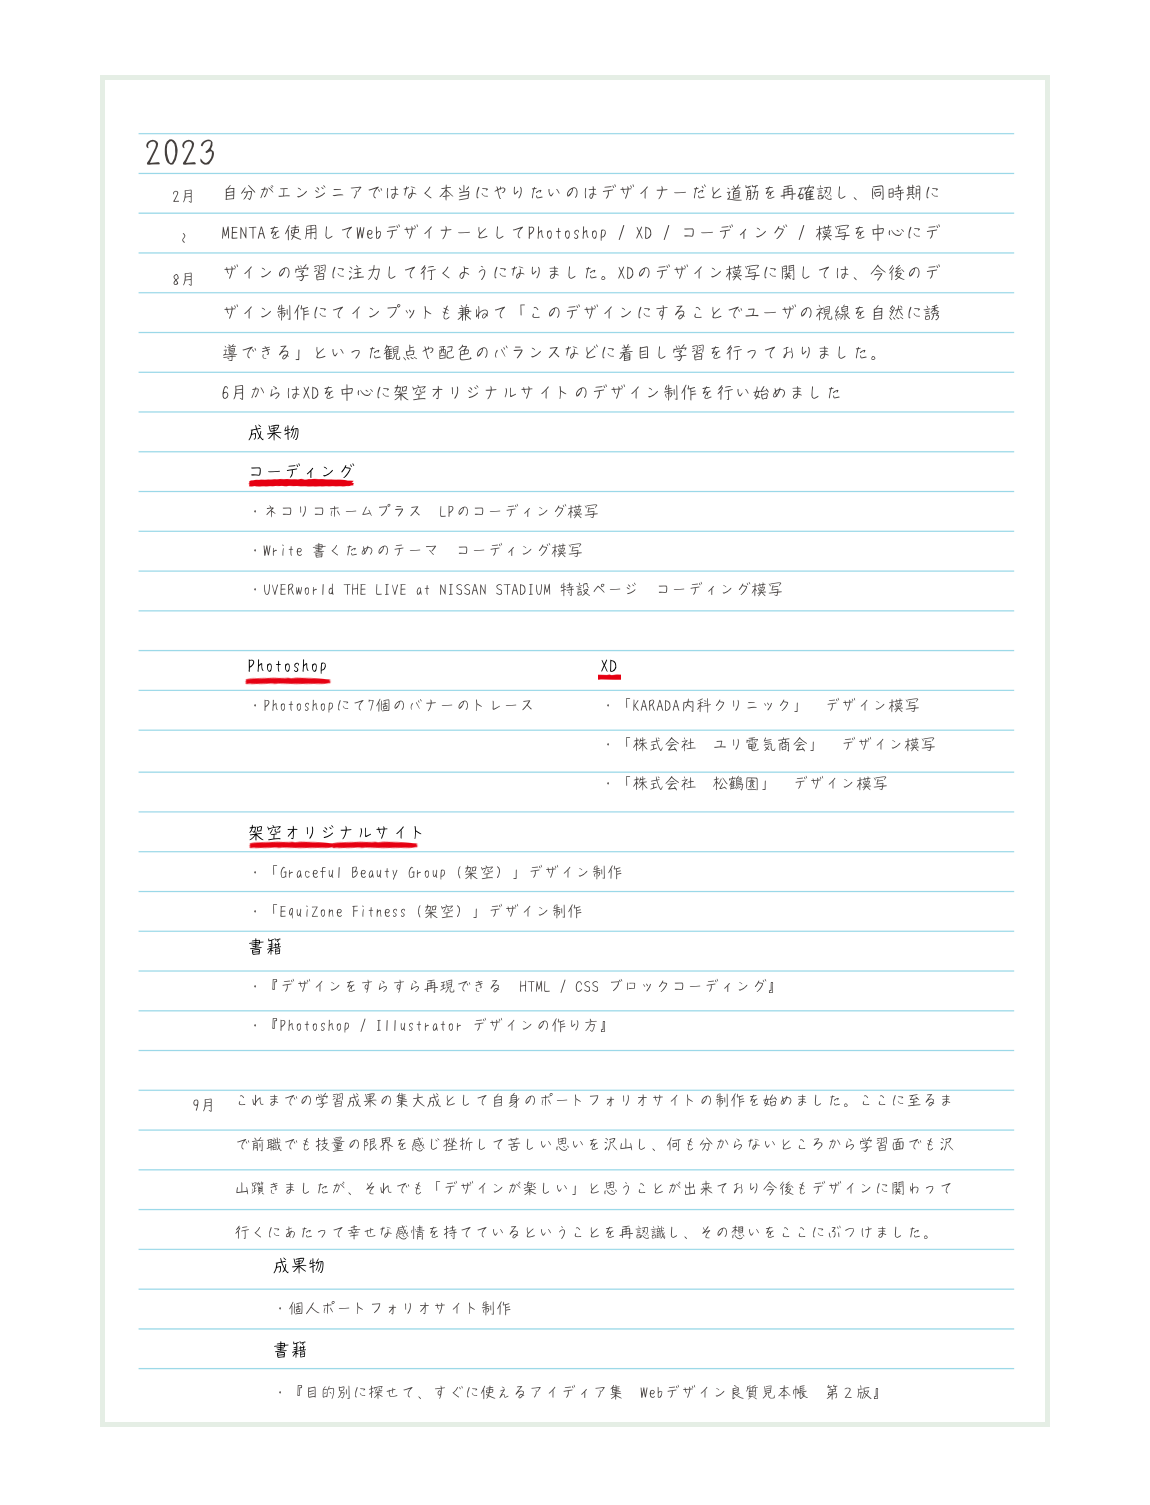 2023
2月 自分がエンジニアではなく本当にやりたいのはデザイナーだと道筋を再確認し、同時期に
～ MENTAを使用してWebデザイナーとしてPhotoshop / XD / コーディング / 模写を中心にデ
8月 ザインの学習に注力して行くようになりました。XDのデザイン模写に関しては、今後のデ
ザイン制作にてインプットも兼ねて「このデザインにすることでユーザの視線を自然に誘
導できる」といった観点や配色のバランスなどに着目し学習を行っておりました。
6月からはXDを中心に架空オリジナルサイトのデザイン制作を行い始めました
成果物
コーディング
・ネコリコホームプラス　LPのコーディング模写
・Write 書くためのテーマ　コーディング模写
・UVERworld THE LIVE at NISSAN STADIUM 特設ページ　コーディング模写
Photoshop
・Photoshopにて7個のバナーのトレース
XD
・「KARADA内科クリニック」　デザイン模写
・「株式会社　ユリ電気商会」　デザイン模写
・「株式会社　松鶴園」　デザイン模写
架空オリジナルサイト
・「Graceful Beauty Group（架空）」デザイン制作
・「EquiZone Fitness（架空）」デザイン制作
書籍
・『デザインをすらすら再現できる　HTML / CSS ブロックコーディング』
・『Photoshop / Illustrator デザインの作り方』
9月 これまでの学習成果の集大成として自身のポートフォリオサイトの制作を始めました。ここに至るま
で前職でも技量の限界を感じ挫折して苦しい思いを沢山し、何も分からないところから学習面でも沢
山躓きましたが、それでも「デザインが楽しい」と思うことが出来ており今後もデザインに関わって
行くにあたって幸せな感情を持てているということを再認識し、その想いをここにぶつけました。
成果物
・個人ポートフォリオサイト制作
書籍
・『目的別に探せて、すぐに使えるアイディア集　Webデザイン良質見本帳　第２版』